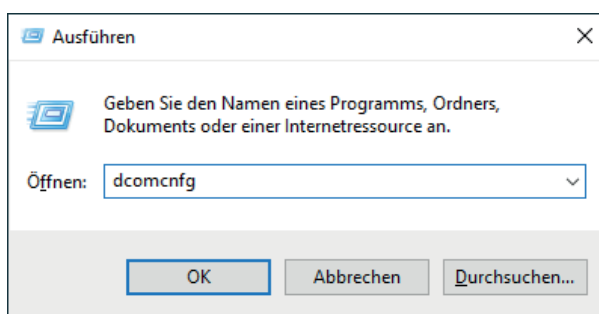 Ausführen
Geben Sie den Namen eines Programms, Ordners,
Dokuments oder einer Internetressource an.
Öffnen: dcomcnfg
OK Abbrechen Durchsuchen...